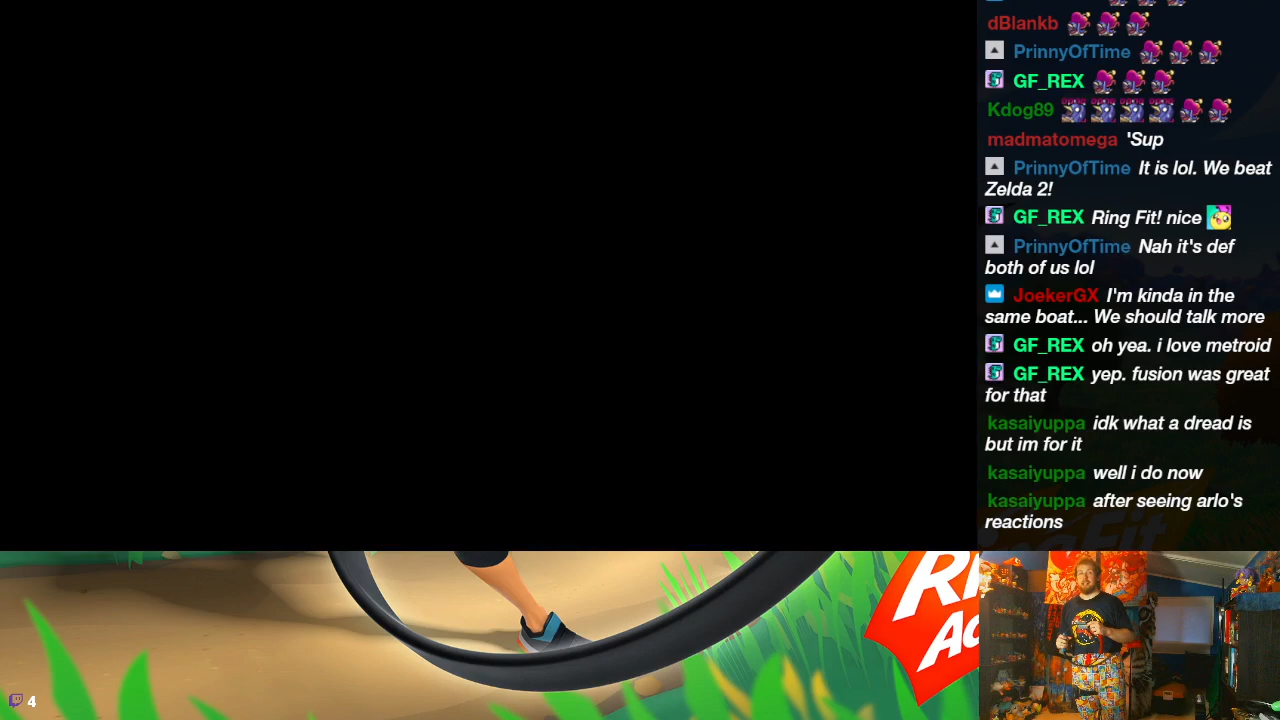 dBlankb
PrinnyOfTime
GF_REX
Kdog89
madmatomega 'Sup
PrinnyOfTime It is lol. We beat
Zelda 2!
GF_REX Ring Fit! nice
PrinnyOfTime Nah it's def
both of us lol
JoekerGX I'm kinda in the
same boat... We should talk more
GF_REX oh yea. i love metroid
GF_REX yep. fusion was great
for that
kasaiyuppa idk what a dread is
but im for it
kasaiyuppa well i do now
kasaiyuppa after seeing arlo's
reactions
4